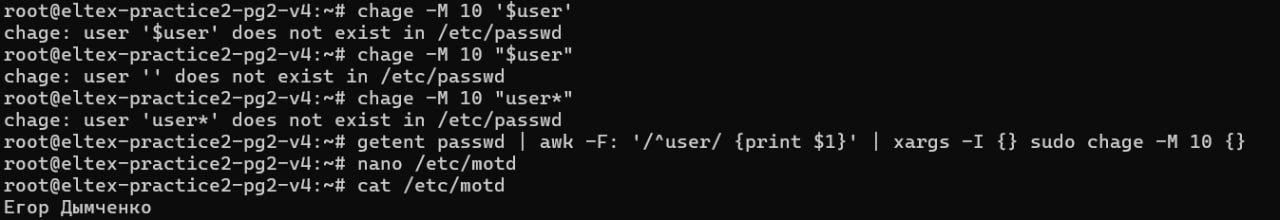 root@eltex-practice2-pg2-v4:~# chage -M 10 '$user'
chage: user '$user' does not exist in /etc/passwd
root@eltex-practice2-pg2-v4:~# chage -M 10 "$user"
chage: user '' does not exist in /etc/passwd
root@eltex-practice2-pg2-v4:~# chage -M 10 "user*"
chage: user 'user*' does not exist in /etc/passwd
root@eltex-practice2-pg2-v4:~# getent passwd | awk -F: '/^user/ {print $1}' | xargs -I {} sudo chage -M 10 {}
root@eltex-practice2-pg2-v4:~# nano /etc/motd
root@eltex-practice2-pg2-v4:~# cat /etc/motd
Егор Дымченко